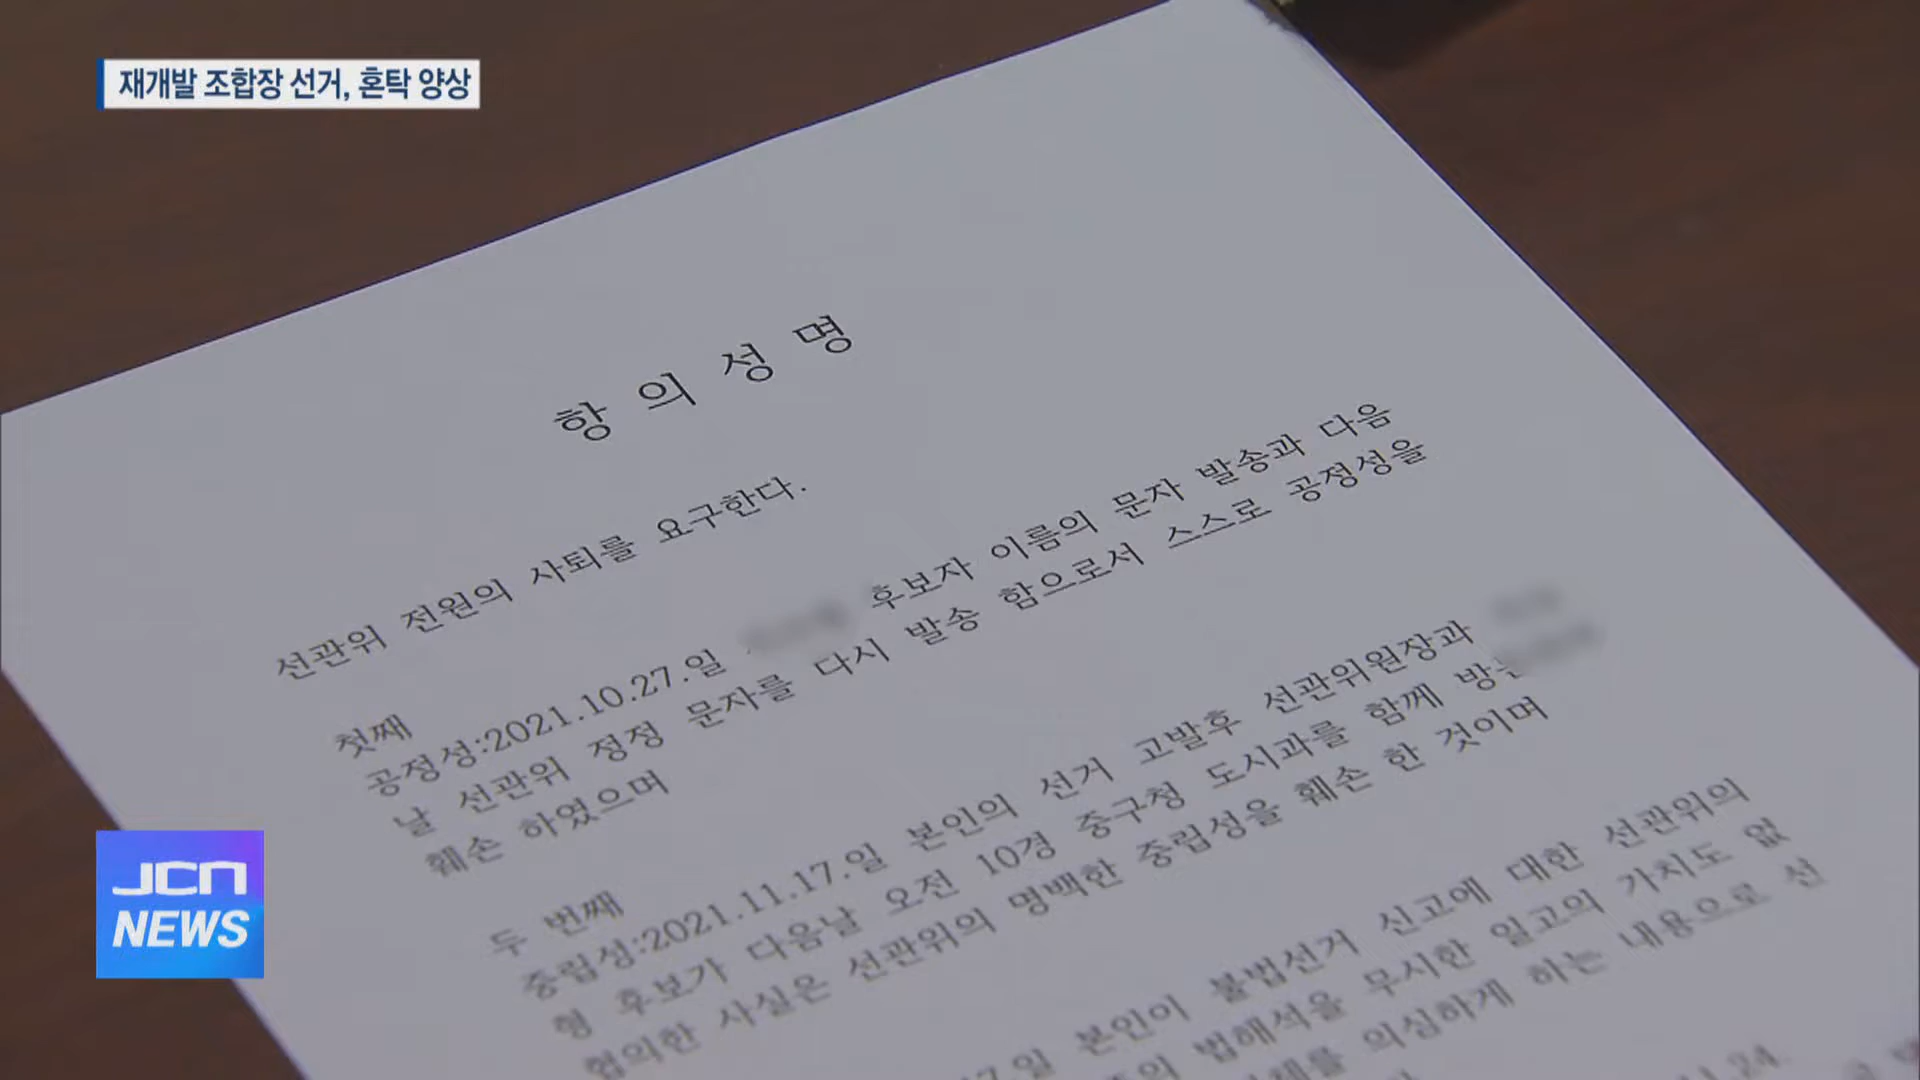 재개발 조합장 선거, 혼탁 양상
항의성명
선관위 전원의 사퇴를 요구한다.
첫째
공정성:2021.10.27.일 후보자 이름의 문자 발송과 다음
날 선관위 정정 문자를 다시 발송 함으로서 스스로 공정성을
훼손 하였으며
두 번째
중립성:2021.11.17.일 본인의 선거 고발후 선관위원장과
형 후보가 다음날 오전 10경 중구청 도시과를 함께
협의한 사실은 선관위의 명백한 중립성을 훼손 한 것이며
7.일 본인이 불법선거 신고에 대한 선관위의
의 법해석을 무시한 일고의 가치도 없
를 의심하게 하는 내용으로 선
24.
JCN
NEWS